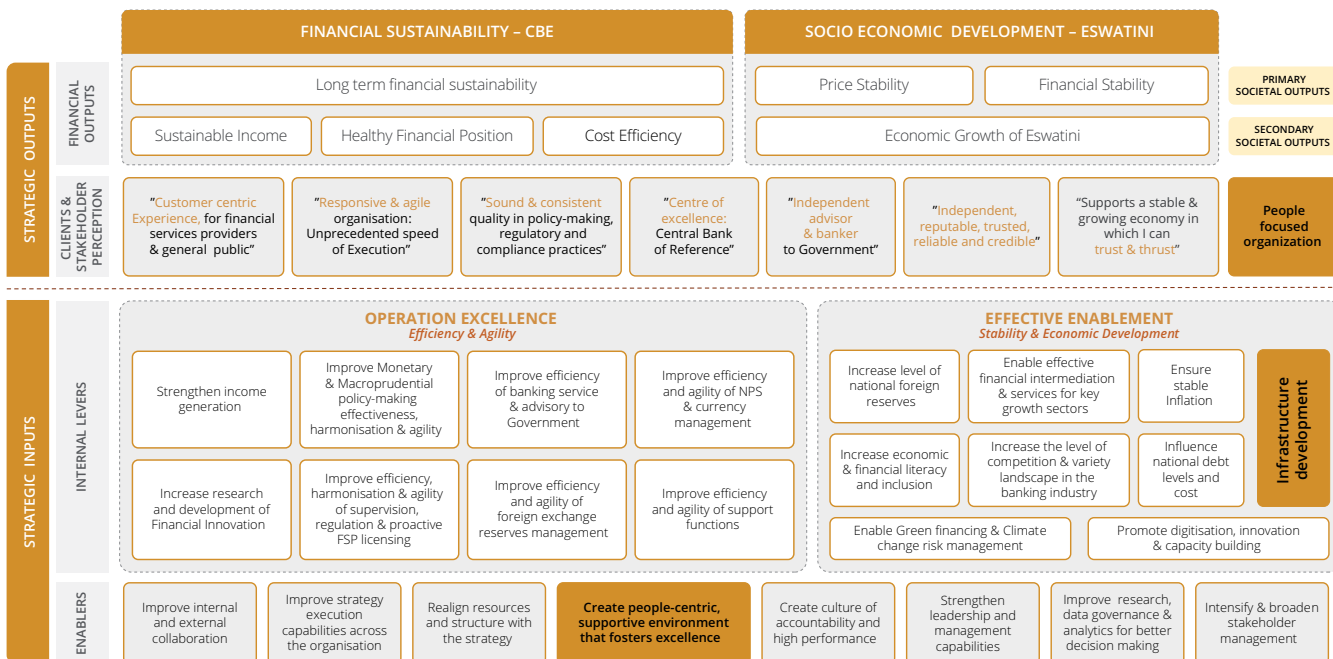 FINANCIAL SUSTAINABILITY – CBE
SOCIO ECONOMIC DEVELOPMENT – ESWATINI
STRATEGIC OUTPUTS
FINANCIAL
OUTPUTS
Long term financial sustainability
Price Stability
Financial Stability
PRIMARY
SOCIETAL OUTPUTS
Sustainable Income
Healthy Financial Position
Cost Efficiency
Economic Growth of Eswatini
SECONDARY
SOCIETAL OUTPUTS
CLIENTS &
STAKEHOLDER
PERCEPTION
"Customer centric
Experience, for financial
services providers
& general public"
"Responsive & agile
organisation:
Unprecedented speed
of Execution"
"Sound & consistent
quality in policy-making,
regulatory and
compliance practices"
"Centre of
excellence:
Central Bank
of Reference"
"Independent
advisor
& banker
to Government"
"Independent,
reputable, trusted,
reliable and credible"
"Supports a stable &
growing economy in
which I can
trust & thrust"
People
focused
organization
STRATEGIC INPUTS
INTERNAL LEVERS
OPERATION EXCELLENCE
Efficiency & Agility
Strengthen income
generation
Improve Monetary
& Macroprudential
policy-making
effectiveness,
harmonisation & agility
Improve efficiency
of banking service
& advisory to
Government
Improve efficiency
and agility of NPS
& currency
management
Increase research
and development of
Financial Innovation
Improve efficiency,
harmonisation & agility
of supervision,
regulation & proactive
FSP licensing
Improve efficiency
and agility of
foreign exchange
reserves management
Improve efficiency
and agility of support
functions
EFFECTIVE ENABLEMENT
Stability & Economic Development
Increase level of
national foreign
reserves
Enable effective
financial intermediation
& services for key
growth sectors
Ensure
stable
Inflation
Increase economic
& financial literacy
and inclusion
Increase the level of
competition & variety
landscape in the
banking industry
Influence
national debt
levels and
cost
Infrastructure
development
Enable Green financing & Climate
change risk management
Promote digitisation, innovation
& capacity building
ENABLERS
Improve internal
and external
collaboration
Improve strategy
execution
capabilities across
the organisation
Realign resources
and structure with
the strategy
Create people-centric,
supportive environment
that fosters excellence
Create culture of
accountability and
high performance
Strengthen
leadership and
management
capabilities
Improve research,
data governance &
analytics for better
decision making
Intensify & broaden
stakeholder
management